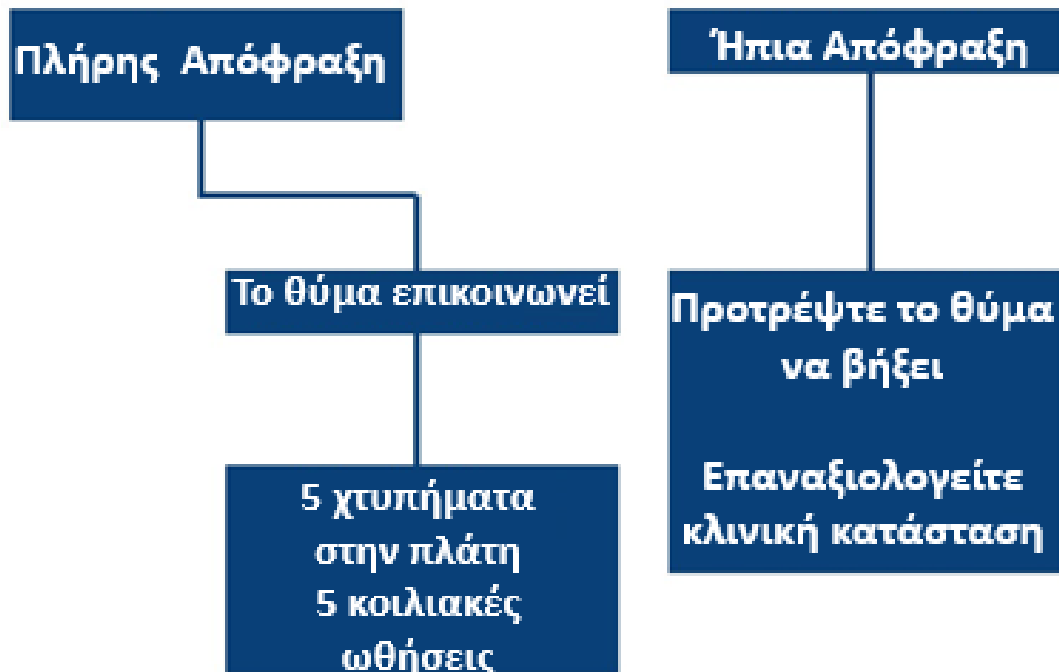 Πλήρης Απόφραξη
Ήπια Απόφραξη
Το θύμα επικοινωνεί
5 χτυπήματα
στην πλάτη
5 κοιλιακές
ωθήσεις
Προτρέψτε το θύμα
να βήξει
Επαναξιολογείτε
κλινική κατάσταση